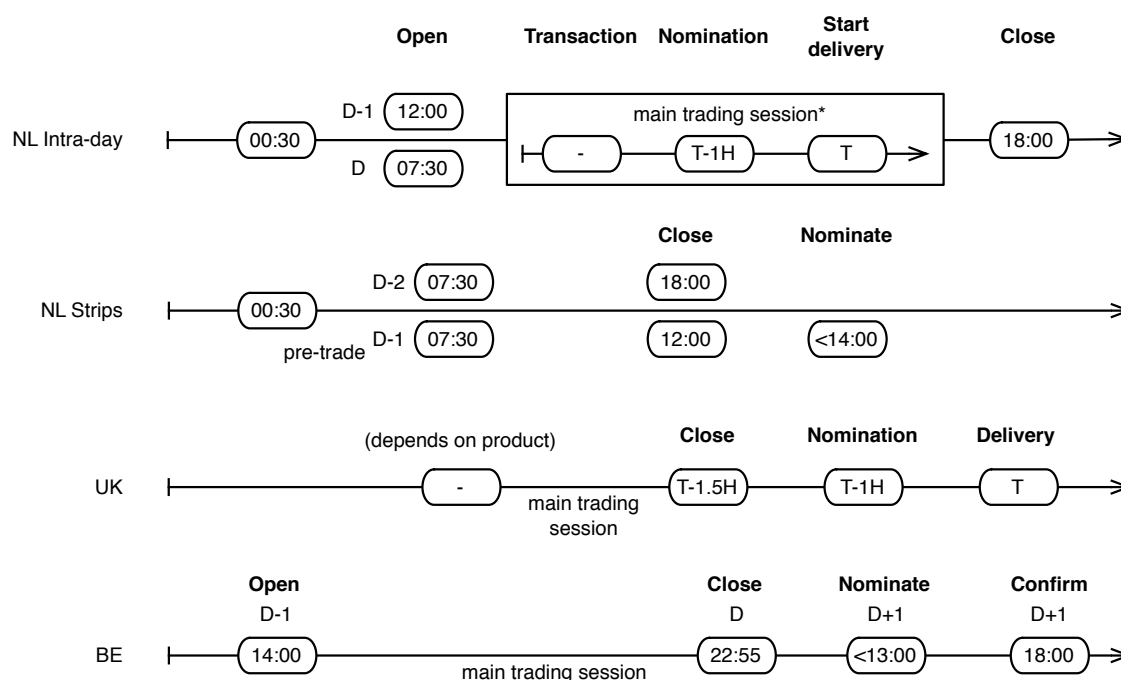 Open Transaction Nomination Start delivery Close
D-1 12:00
main trading session*
NL Intra-day 00:30 - T-1H T 18:00
D 07:30
Close Nominate
D-2 07:30 18:00
NL Strips 00:30
pre-trade D-1 07:30 12:00 <14:00
(depends on product) Close Nomination Delivery
UK - T-1.5H T-1H T
main trading
session
Open Close Nominate Confirm
D-1 D D+1 D+1
BE 14:00 22:55 <13:00 18:00
main trading session